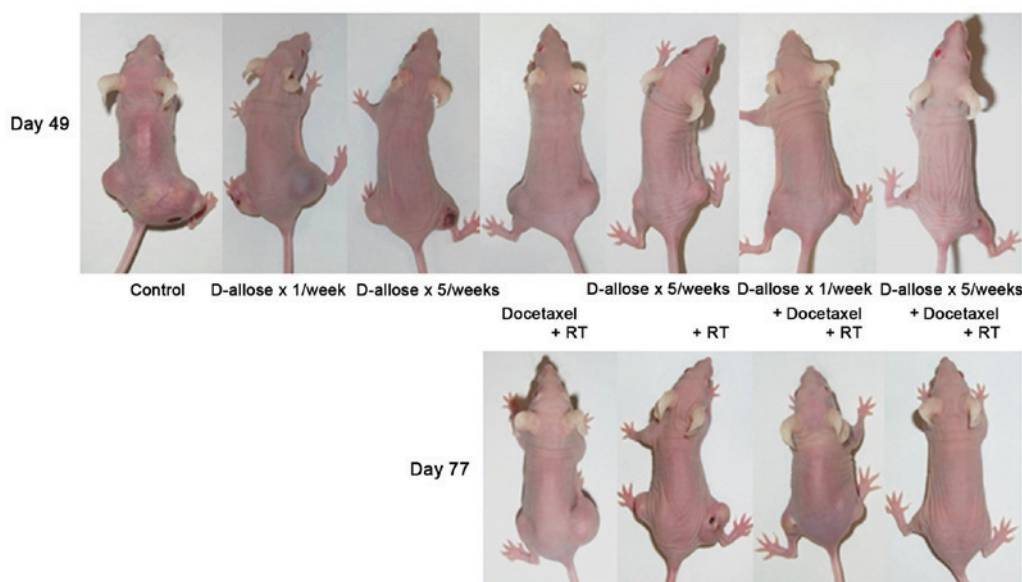 Day 49
Control
D-allose x 1/week
D-allose x 5/weeks
Docetaxel
+ RT
D-allose x 5/weeks
+ RT
D-allose x 1/week
+ Docetaxel
+ RT
D-allose x 5/weeks
+ Docetaxel
+ RT
Day 77